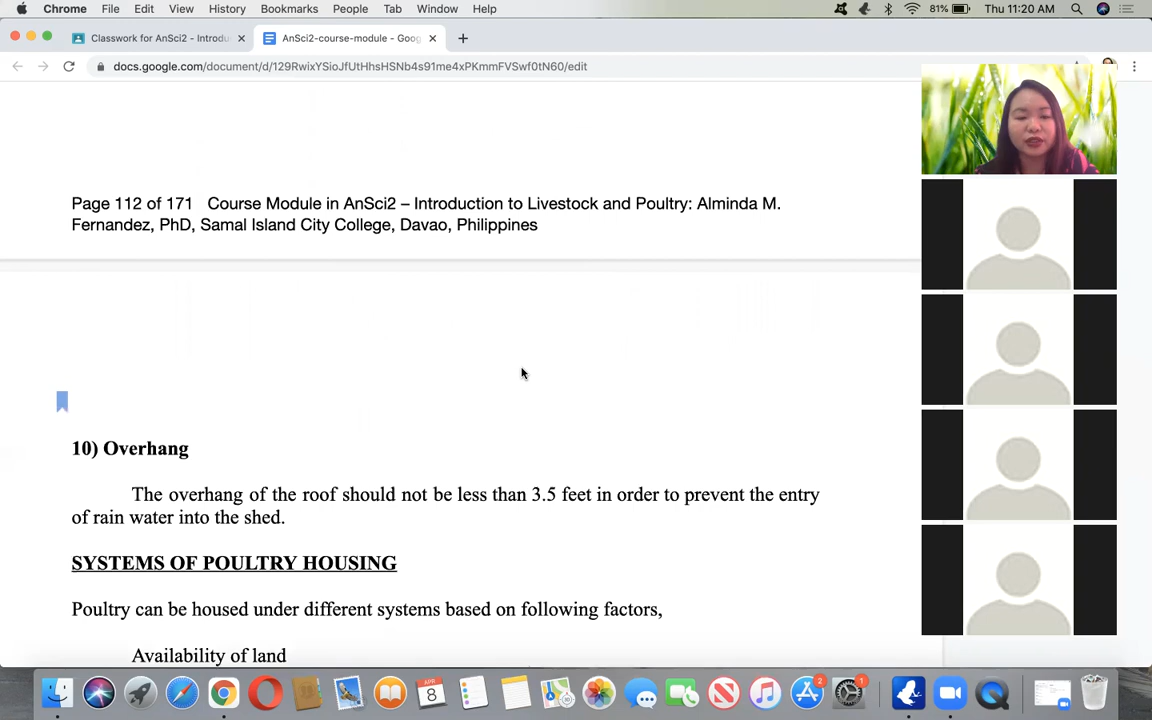 Chrome File Edit View History Bookmarks People Tab Window Help 81% Thu 11:20 AM
Classwork for AnSci2 - Introdu AnSci2-course-module - Goog
docs.google.com/document/d/129RwixYSioJfUtHhsHSNb4s91me4xPKmmFVSwf0tN60/edit
Page 112 of 171 Course Module in AnSci2 – Introduction to Livestock and Poultry: Alminda M.
Fernandez, PhD, Samal Island City College, Davao, Philippines
10) Overhang
The overhang of the roof should not be less than 3.5 feet in order to prevent the entry
of rain water into the shed.
SYSTEMS OF POULTRY HOUSING
Poultry can be housed under different systems based on following factors,
Availability of land
APR
8
2
1